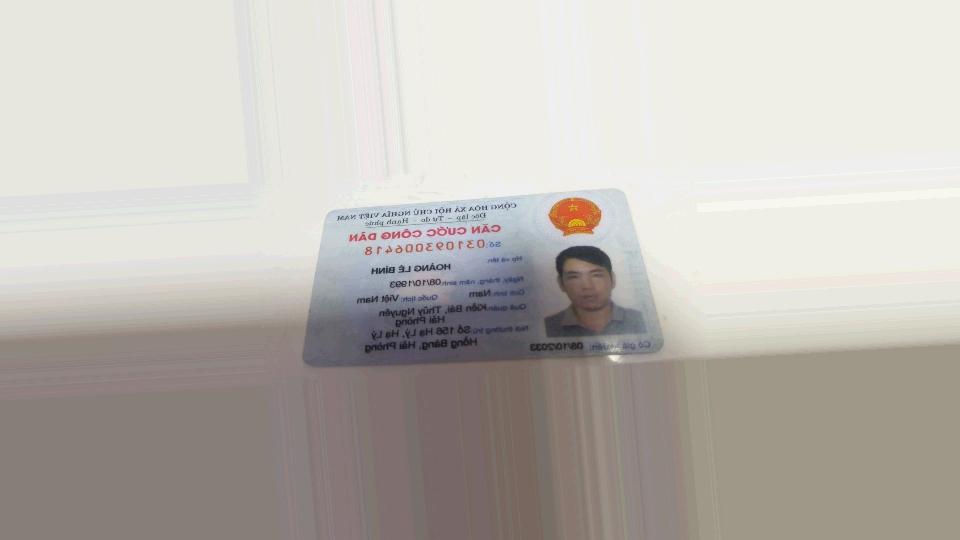 CỘNG HÒA XÃ HỘI CHỦ NGHĨA VIỆT NAM
Độc lập - Tự do - Hạnh phúc
CĂN CƯỚC CÔNG DÂN
Số: 031093006418
Họ và tên:
HOÀNG LÊ BÌNH
Ngày, tháng, năm sinh: 08/10/1993
Giới tính: Nam Quốc tịch: Việt Nam
Quê quán: Kiền Bái, Thủy Nguyên
Hải Phòng
Nơi thường trú: Số 156 Hạ Lý, Hạ Lý
Hồng Bàng, Hải Phòng
Có giá trị đến: 08/10/2033